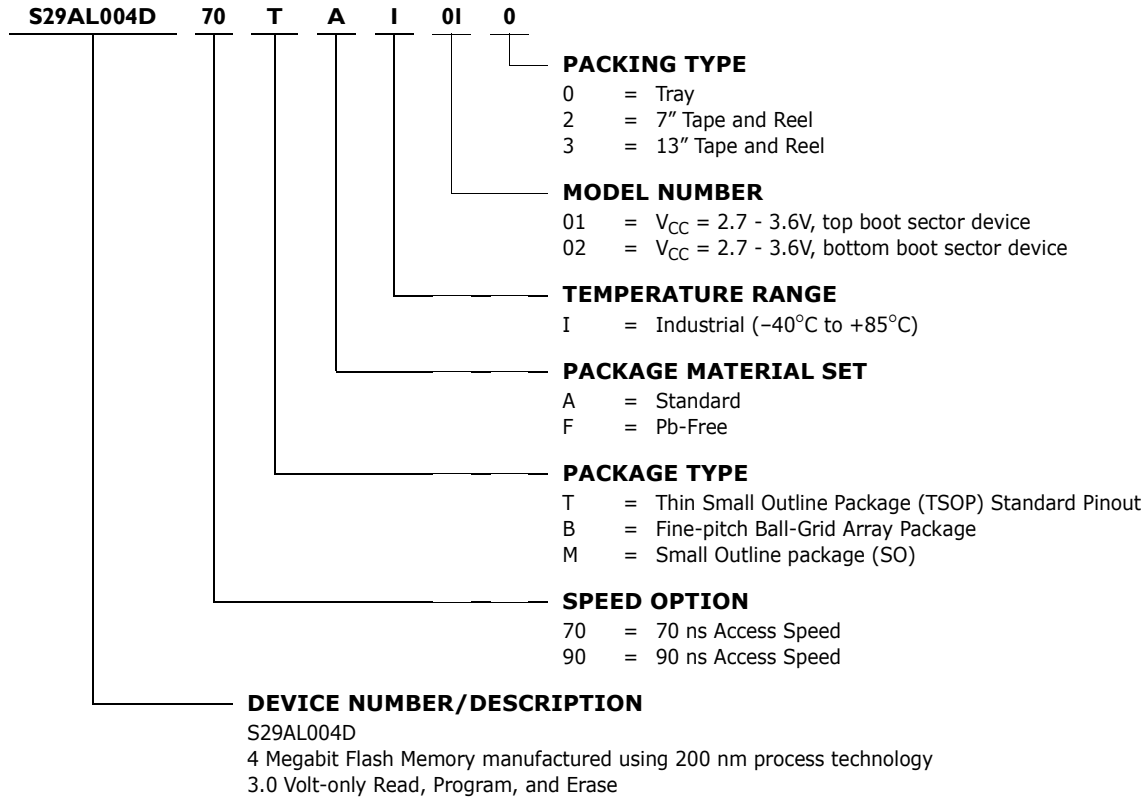 S29AL004D 70 T A I 01 0
PACKING TYPE
0 = Tray
2 = 7” Tape and Reel
3 = 13” Tape and Reel
MODEL NUMBER
01 = VCC = 2.7 - 3.6V, top boot sector device
02 = VCC = 2.7 - 3.6V, bottom boot sector device
TEMPERATURE RANGE
I = Industrial (–40°C to +85°C)
PACKAGE MATERIAL SET
A = Standard
F = Pb-Free
PACKAGE TYPE
T = Thin Small Outline Package (TSOP) Standard Pinout
B = Fine-pitch Ball-Grid Array Package
M = Small Outline package (SO)
SPEED OPTION
70 = 70 ns Access Speed
90 = 90 ns Access Speed
DEVICE NUMBER/DESCRIPTION
S29AL004D
4 Megabit Flash Memory manufactured using 200 nm process technology
3.0 Volt-only Read, Program, and Erase